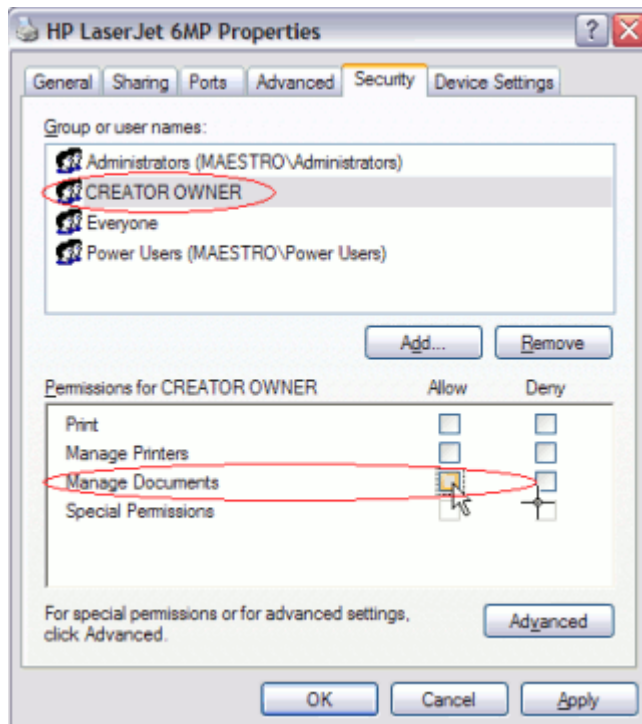 HP LaserJet 6MP Properties
General Sharing Ports Advanced Security Device Settings
Group or user names:
Administrators (MAESTRO\Administrators)
CREATOR OWNER
Everyone
Power Users (MAESTRO\Power Users)
Add... Remove
Permissions for CREATOR OWNER Allow Deny
Print
Manage Printers
Manage Documents
Special Permissions
For special permissions or for advanced settings,
click Advanced.
Advanced
OK Cancel Apply